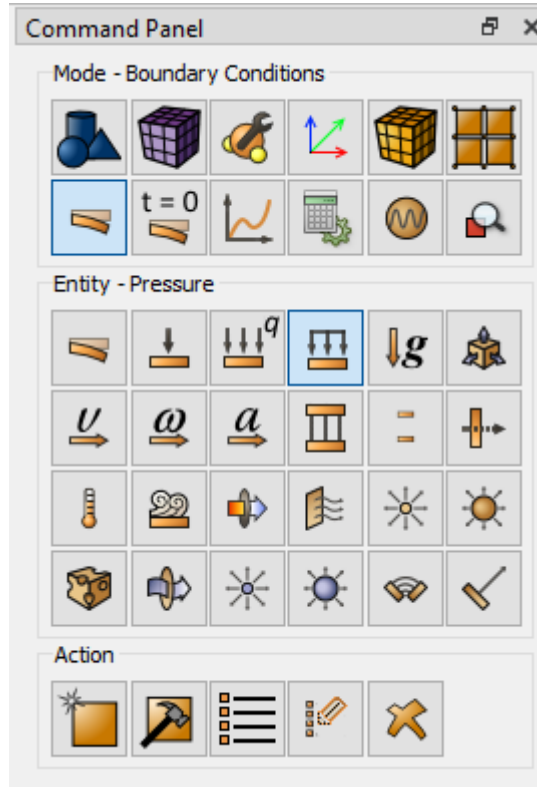 Command Panel
Mode - Boundary Conditions
t = 0
Entity - Pressure
q
g
υ ω a
Action